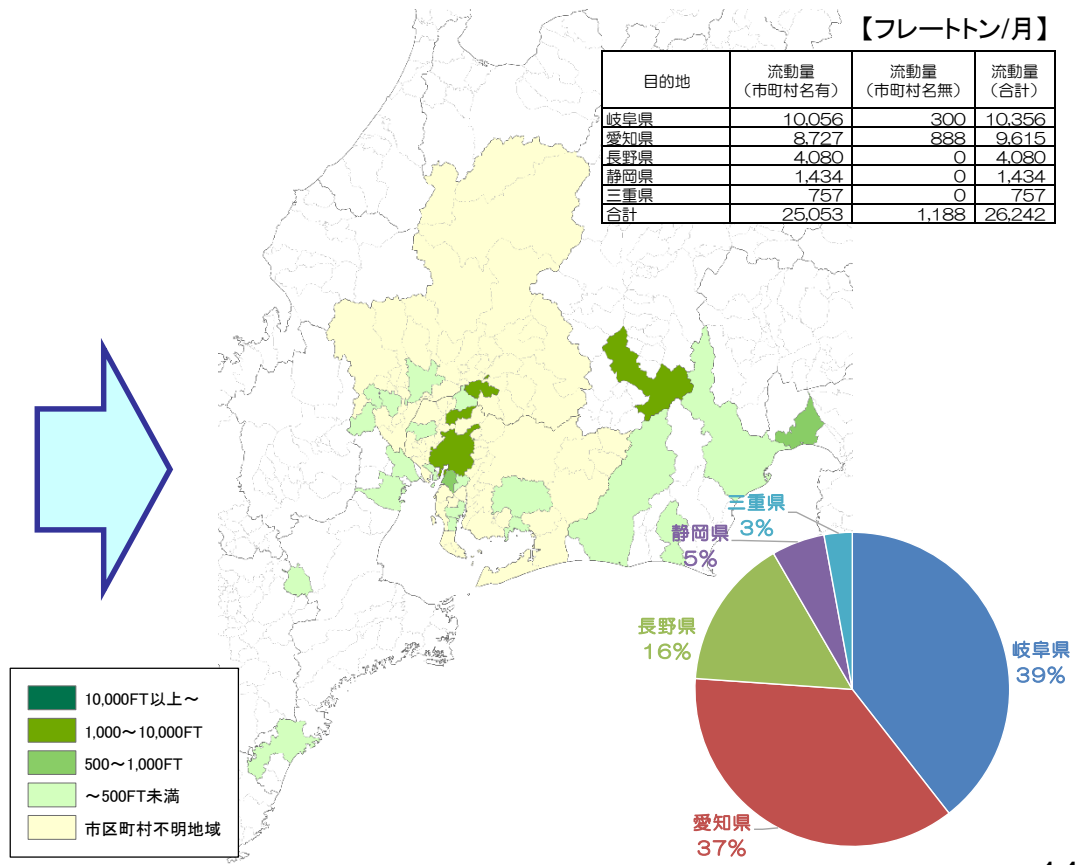 【フレートトン/月】
目的地 流動量（市町村名有） 流動量（市町村名無） 流動量（合計）
岐阜県 10,056 300 10,356
愛知県 8,727 888 9,615
長野県 4,080 0 4,080
静岡県 1,434 0 1,434
三重県 757 0 757
合計 25,053 1,188 26,242
三重県
3%
静岡県
5%
長野県
16%
岐阜県
39%
愛知県
37%
10,000FT以上～
1,000～10,000FT
500～1,000FT
～500FT未満
市区町村不明地域